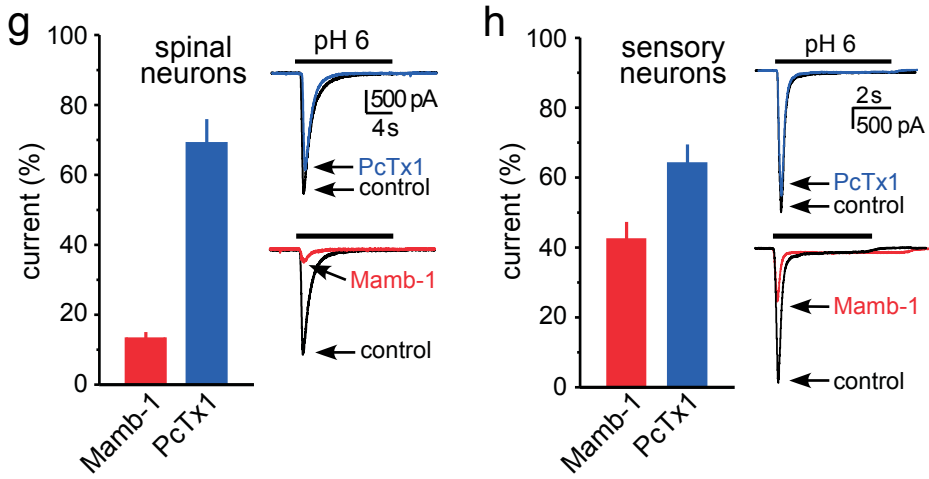 g
current (%)
100
80
60
40
20
0
spinal
neurons
Mamb-1
PcTx1
pH 6
500 pA
4s
PcTx1
control
Mamb-1
control
h
current (%)
100
80
60
40
20
0
sensory
neurons
Mamb-1
PcTx1
pH 6
2s
500 pA
PcTx1
control
Mamb-1
control